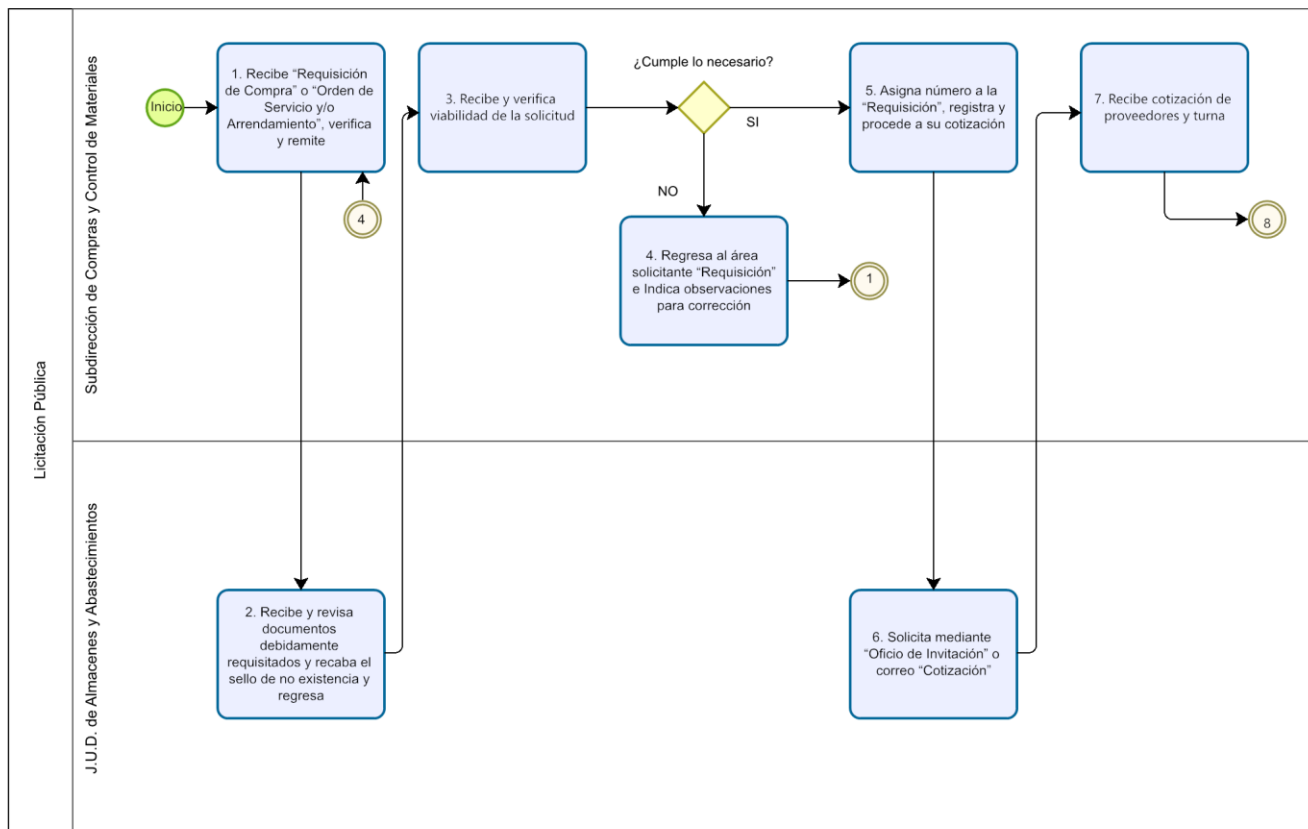 Licitación Pública
Subdirección de Compras y Control de Materiales
Inicio
1. Recibe “Requisición
de Compra” o “Orden de
Servicio y/o
Arrendamiento”, verifica
y remite
4
3. Recibe y verifica
viabilidad de la solicitud
¿Cumple lo necesario?
SI
NO
4. Regresa al área
solicitante “Requisición”
e Indica observaciones
para corrección
1
5. Asigna número a la
“Requisición”, registra y
procede a su cotización
7. Recibe cotización de
proveedores y turna
8
J.U.D. de Almacenes y Abastecimientos
2. Recibe y revisa
documentos
debidamente
requisitados y recaba el
sello de no existencia y
regresa
6. Solicita mediante
“Oficio de Invitación” o
correo “Cotización”